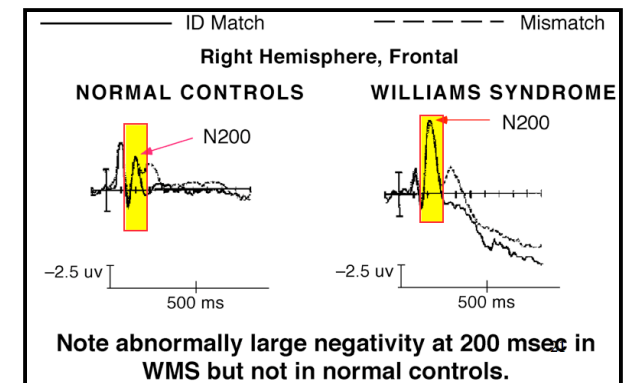 ID Match Mismatch
Right Hemisphere, Frontal
NORMAL CONTROLS WILLIAMS SYNDROME
N200 N200
−2.5 uv −2.5 uv
500 ms 500 ms
Note abnormally large negativity at 200 msec in
WMS but not in normal controls.